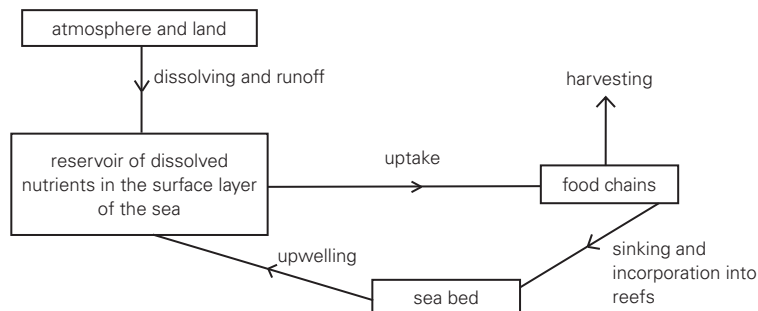 atmosphere and land
dissolving and runoff
harvesting
reservoir of dissolved
nutrients in the surface layer
of the sea
uptake
food chains
upwelling
sinking and
incorporation into
reefs
sea bed